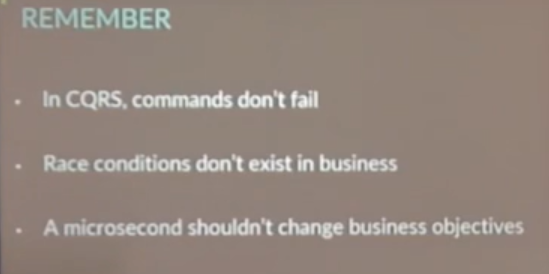 REMEMBER
In CQRS, commands don't fail
Race conditions don't exist in business
A microsecond shouldn't change business objectives